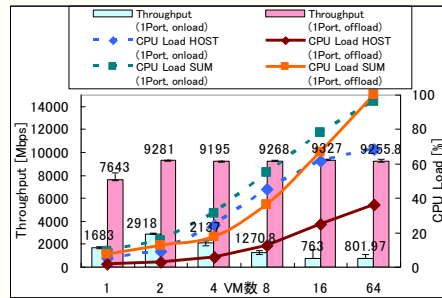 Throughput
(1Port, onload)
Throughput
(1Port, offload)
CPU Load HOST
(1Port, onload)
CPU Load HOST
(1Port, offload)
CPU Load SUM
(1Port, onload)
CPU Load SUM
(1Port, offload)
Throughput [Mbps]
14000
12000
10000
8000
6000
4000
2000
0
7643
9281
9195
9268
9327
9255.8
1683
2918
2137
1270.8
763
801.97
100
80
60
40
20
0
CPU Load [%]
1 2 4 VM数 8 16 64